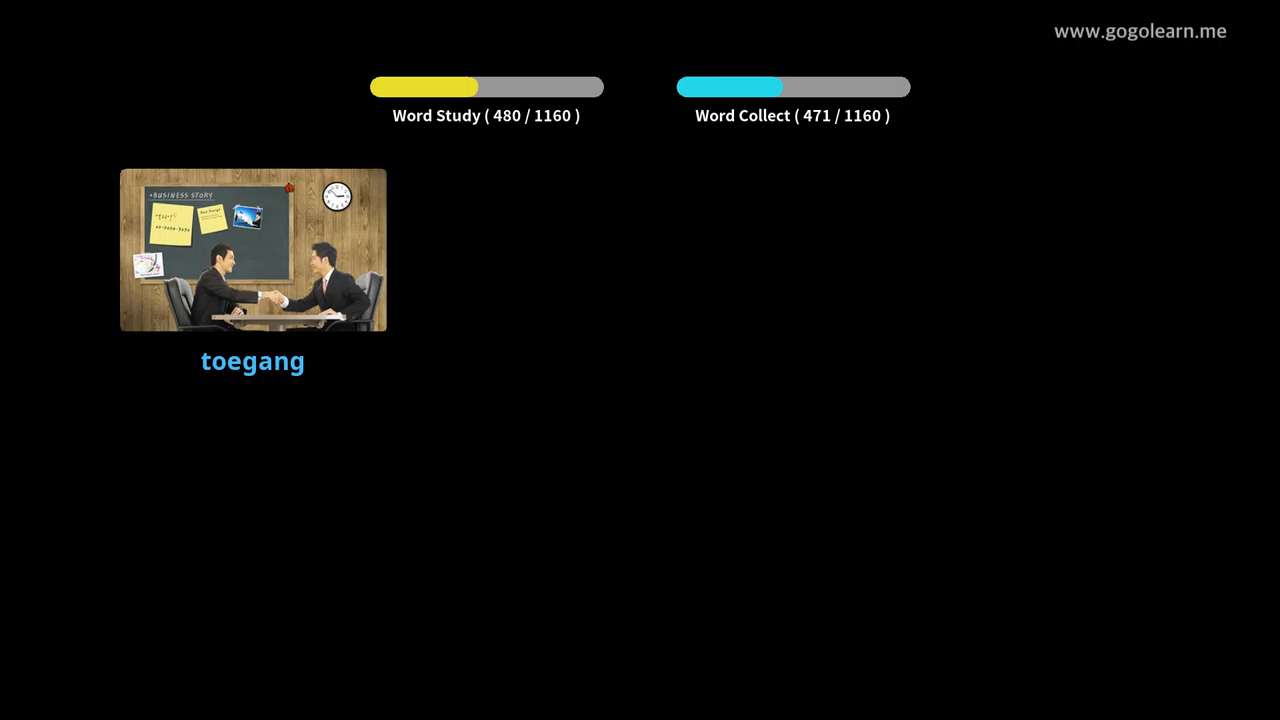 www.gogolearn.me
Word Study ( 480 / 1160 )
Word Collect ( 471 / 1160 )
BUSINESS STORY
toegang